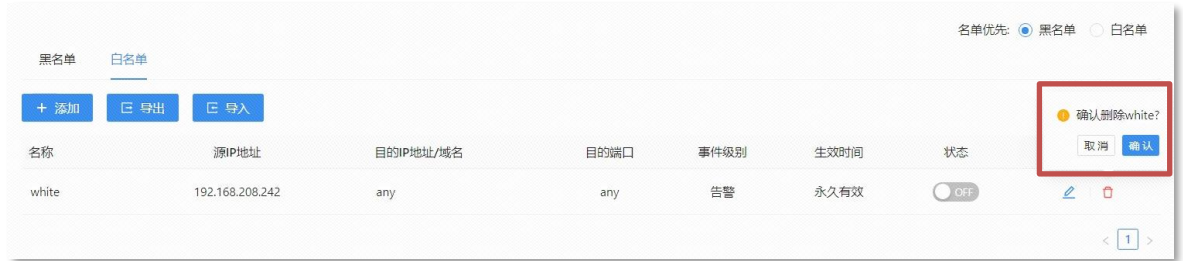 名单优先: 黑名单 白名单
黑名单 白名单
添加 导出 导入
确认删除white?
取消 确认
名称 源IP地址 目的IP地址/域名 目的端口 事件级别 生效时间 状态
white 192.168.208.242 any any 告警 永久有效 OFF
< 1 >